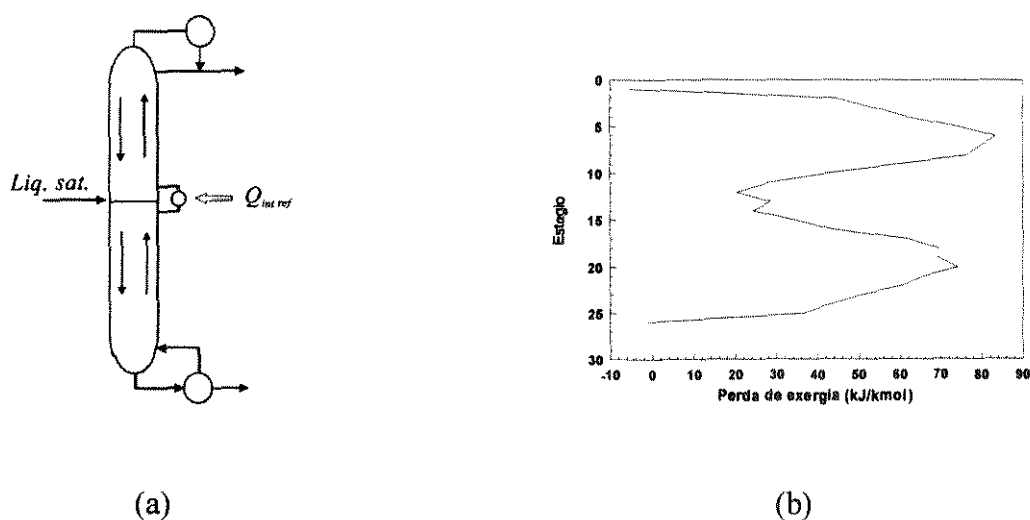 Liq. sat.
Q int ref
(a)
Estagio
0
5
10
15
20
25
30
-10 0 10 20 30 40 50 60 70 80 90
Perda de exergia (kJ/kmol)
(b)